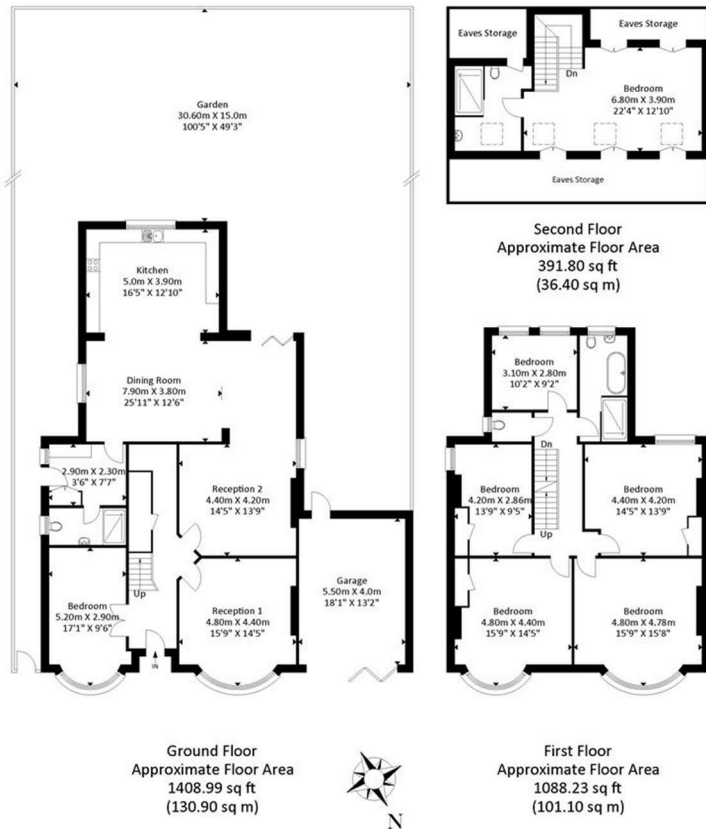 Garden
30.60m X 15.0m
100'5" X 49'3"
Kitchen
5.0m X 3.90m
16'5" X 12'10"
Dining Room
7.90m X 3.80m
25'11" X 12'6"
2.90m X 2.30m
3'6" X 7'7"
Reception 2
4.40m X 4.20m
14'5" X 13'9"
Bedroom
5.20m X 2.90m
17'1" X 9'6"
Up
IN
Reception 1
4.80m X 4.40m
15'9" X 14'5"
Garage
5.50m X 4.0m
18'1" X 13'2"
Ground Floor
Approximate Floor Area
1408.99 sq ft
(130.90 sq m)
N
Eaves Storage
Eaves Storage
Dn
Bedroom
6.80m X 3.90m
22'4" X 12'10"
Eaves Storage
Second Floor
Approximate Floor Area
391.80 sq ft
(36.40 sq m)
Bedroom
3.10m X 2.80m
10'2" X 9'2"
Dn
Bedroom
4.20m X 2.86m
13'9" X 9'5"
Up
Bedroom
4.40m X 4.20m
14'5" X 13'9"
Bedroom
4.80m X 4.40m
15'9" X 14'5"
Bedroom
4.80m X 4.78m
15'9" X 15'8"
First Floor
Approximate Floor Area
1088.23 sq ft
(101.10 sq m)